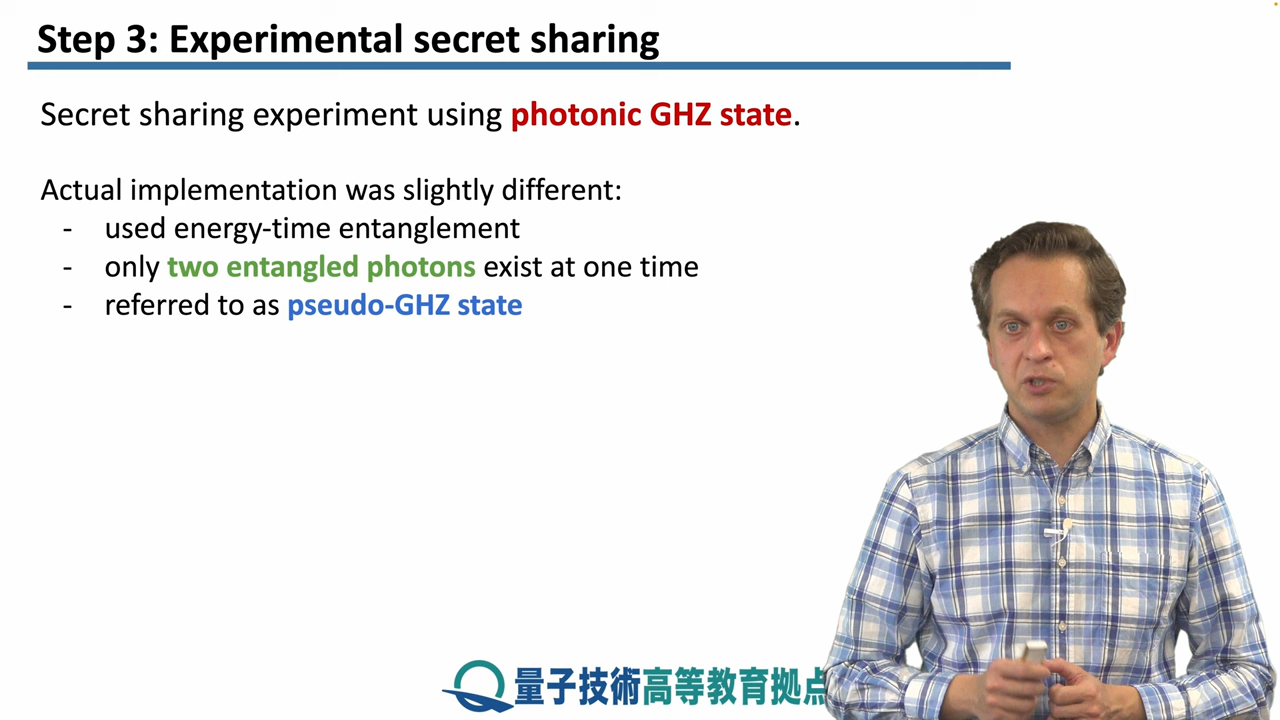 Step 3: Experimental secret sharing
Secret sharing experiment using photonic GHZ state.
Actual implementation was slightly different:
- used energy-time entanglement
- only two entangled photons exist at one time
- referred to as pseudo-GHZ state
量子技術高等教育拠点